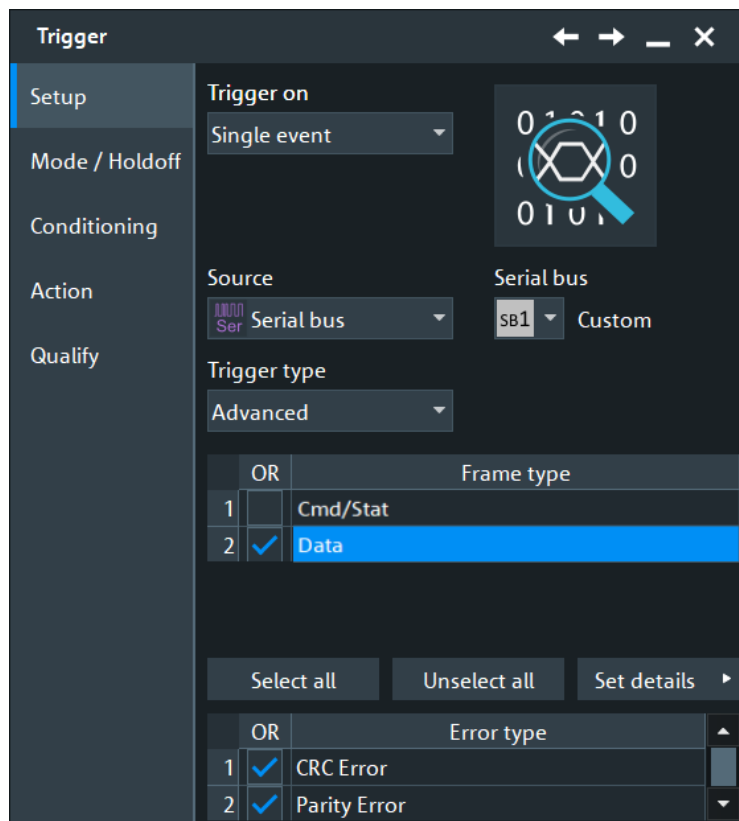 Trigger
Setup
Mode / Holdoff
Conditioning
Action
Qualify
Trigger on
Single event
Source
Serial bus
Ser Serial bus
SB1 Custom
Trigger type
Advanced
OR Frame type
1 Cmd/Stat
2 Data
Select all Unselect all Set details
OR Error type
1 CRC Error
2 Parity Error